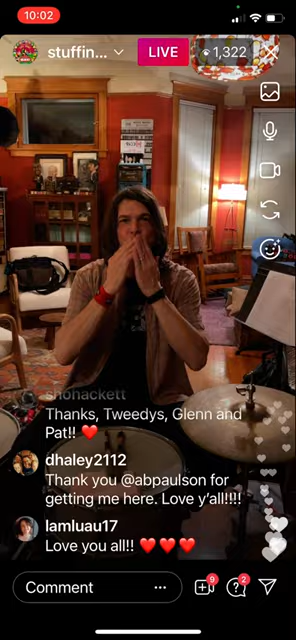 10:02
stuffin...
LIVE
1,322
shohackett
Thanks, Tweedys, Glenn and
Pat!! ❤️
dhaley2112
Thank you @abpaulson for
getting me here. Love y'all!!!!
lamluau17
Love you all!! ❤️❤️❤️
Comment
9
2